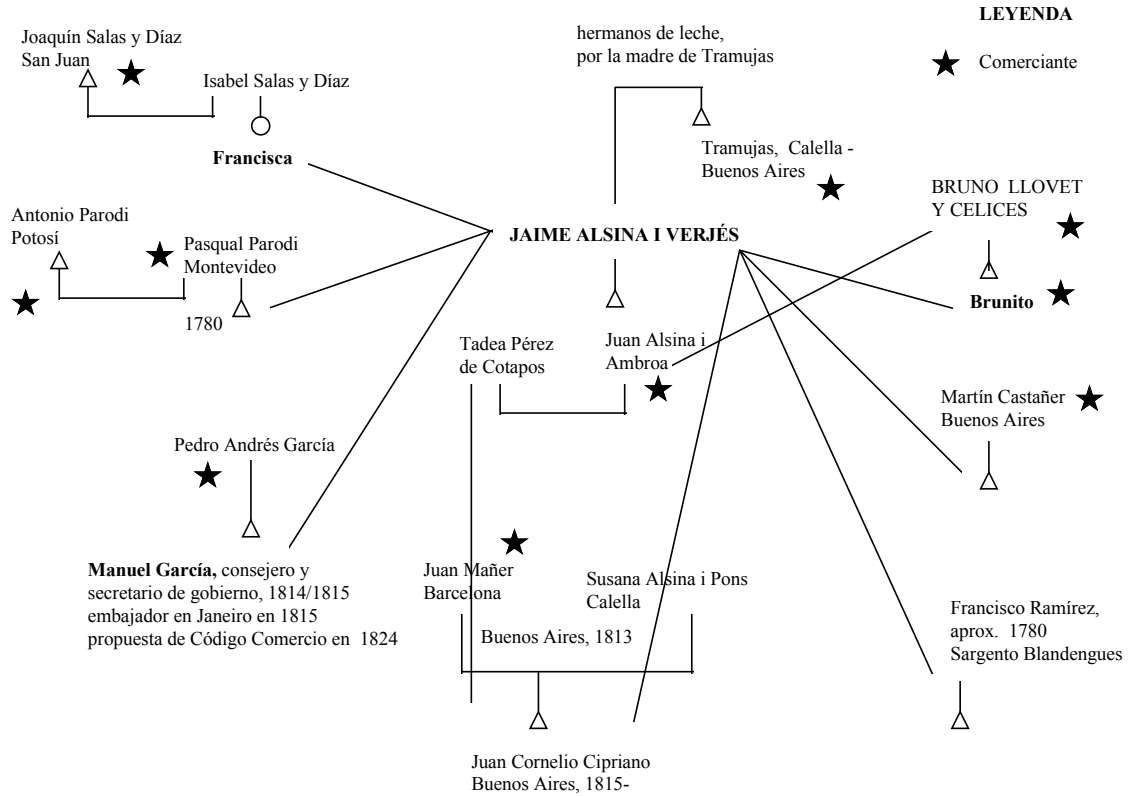 LEYENDA
Comerciante
Joaquín Salas y Díaz
San Juan
Isabel Salas y Díaz
Francisca
hermanos de leche,
por la madre de Tramujas
Tramujas, Calella -
Buenos Aires
BRUNO LLOVET
Y CELICES
Brunito
Antonio Parodi
Potosí
Pasqual Parodi
Montevideo
1780
JAIME ALSINA I VERJÉS
Tadea Pérez
de Cotapos
Juan Alsina i
Ambroa
Martín Castañer
Buenos Aires
Pedro Andrés García
Manuel García, consejero y
secretario de gobierno, 1814/1815
embajador en Janeiro en 1815
propuesta de Código Comercio en 1824
Juan Mañer
Barcelona
Susana Alsina i Pons
Calella
Buenos Aires, 1813
Francisco Ramírez,
aprox. 1780
Sargento Blandengues
Juan Cornelio Cipriano
Buenos Aires, 1815-